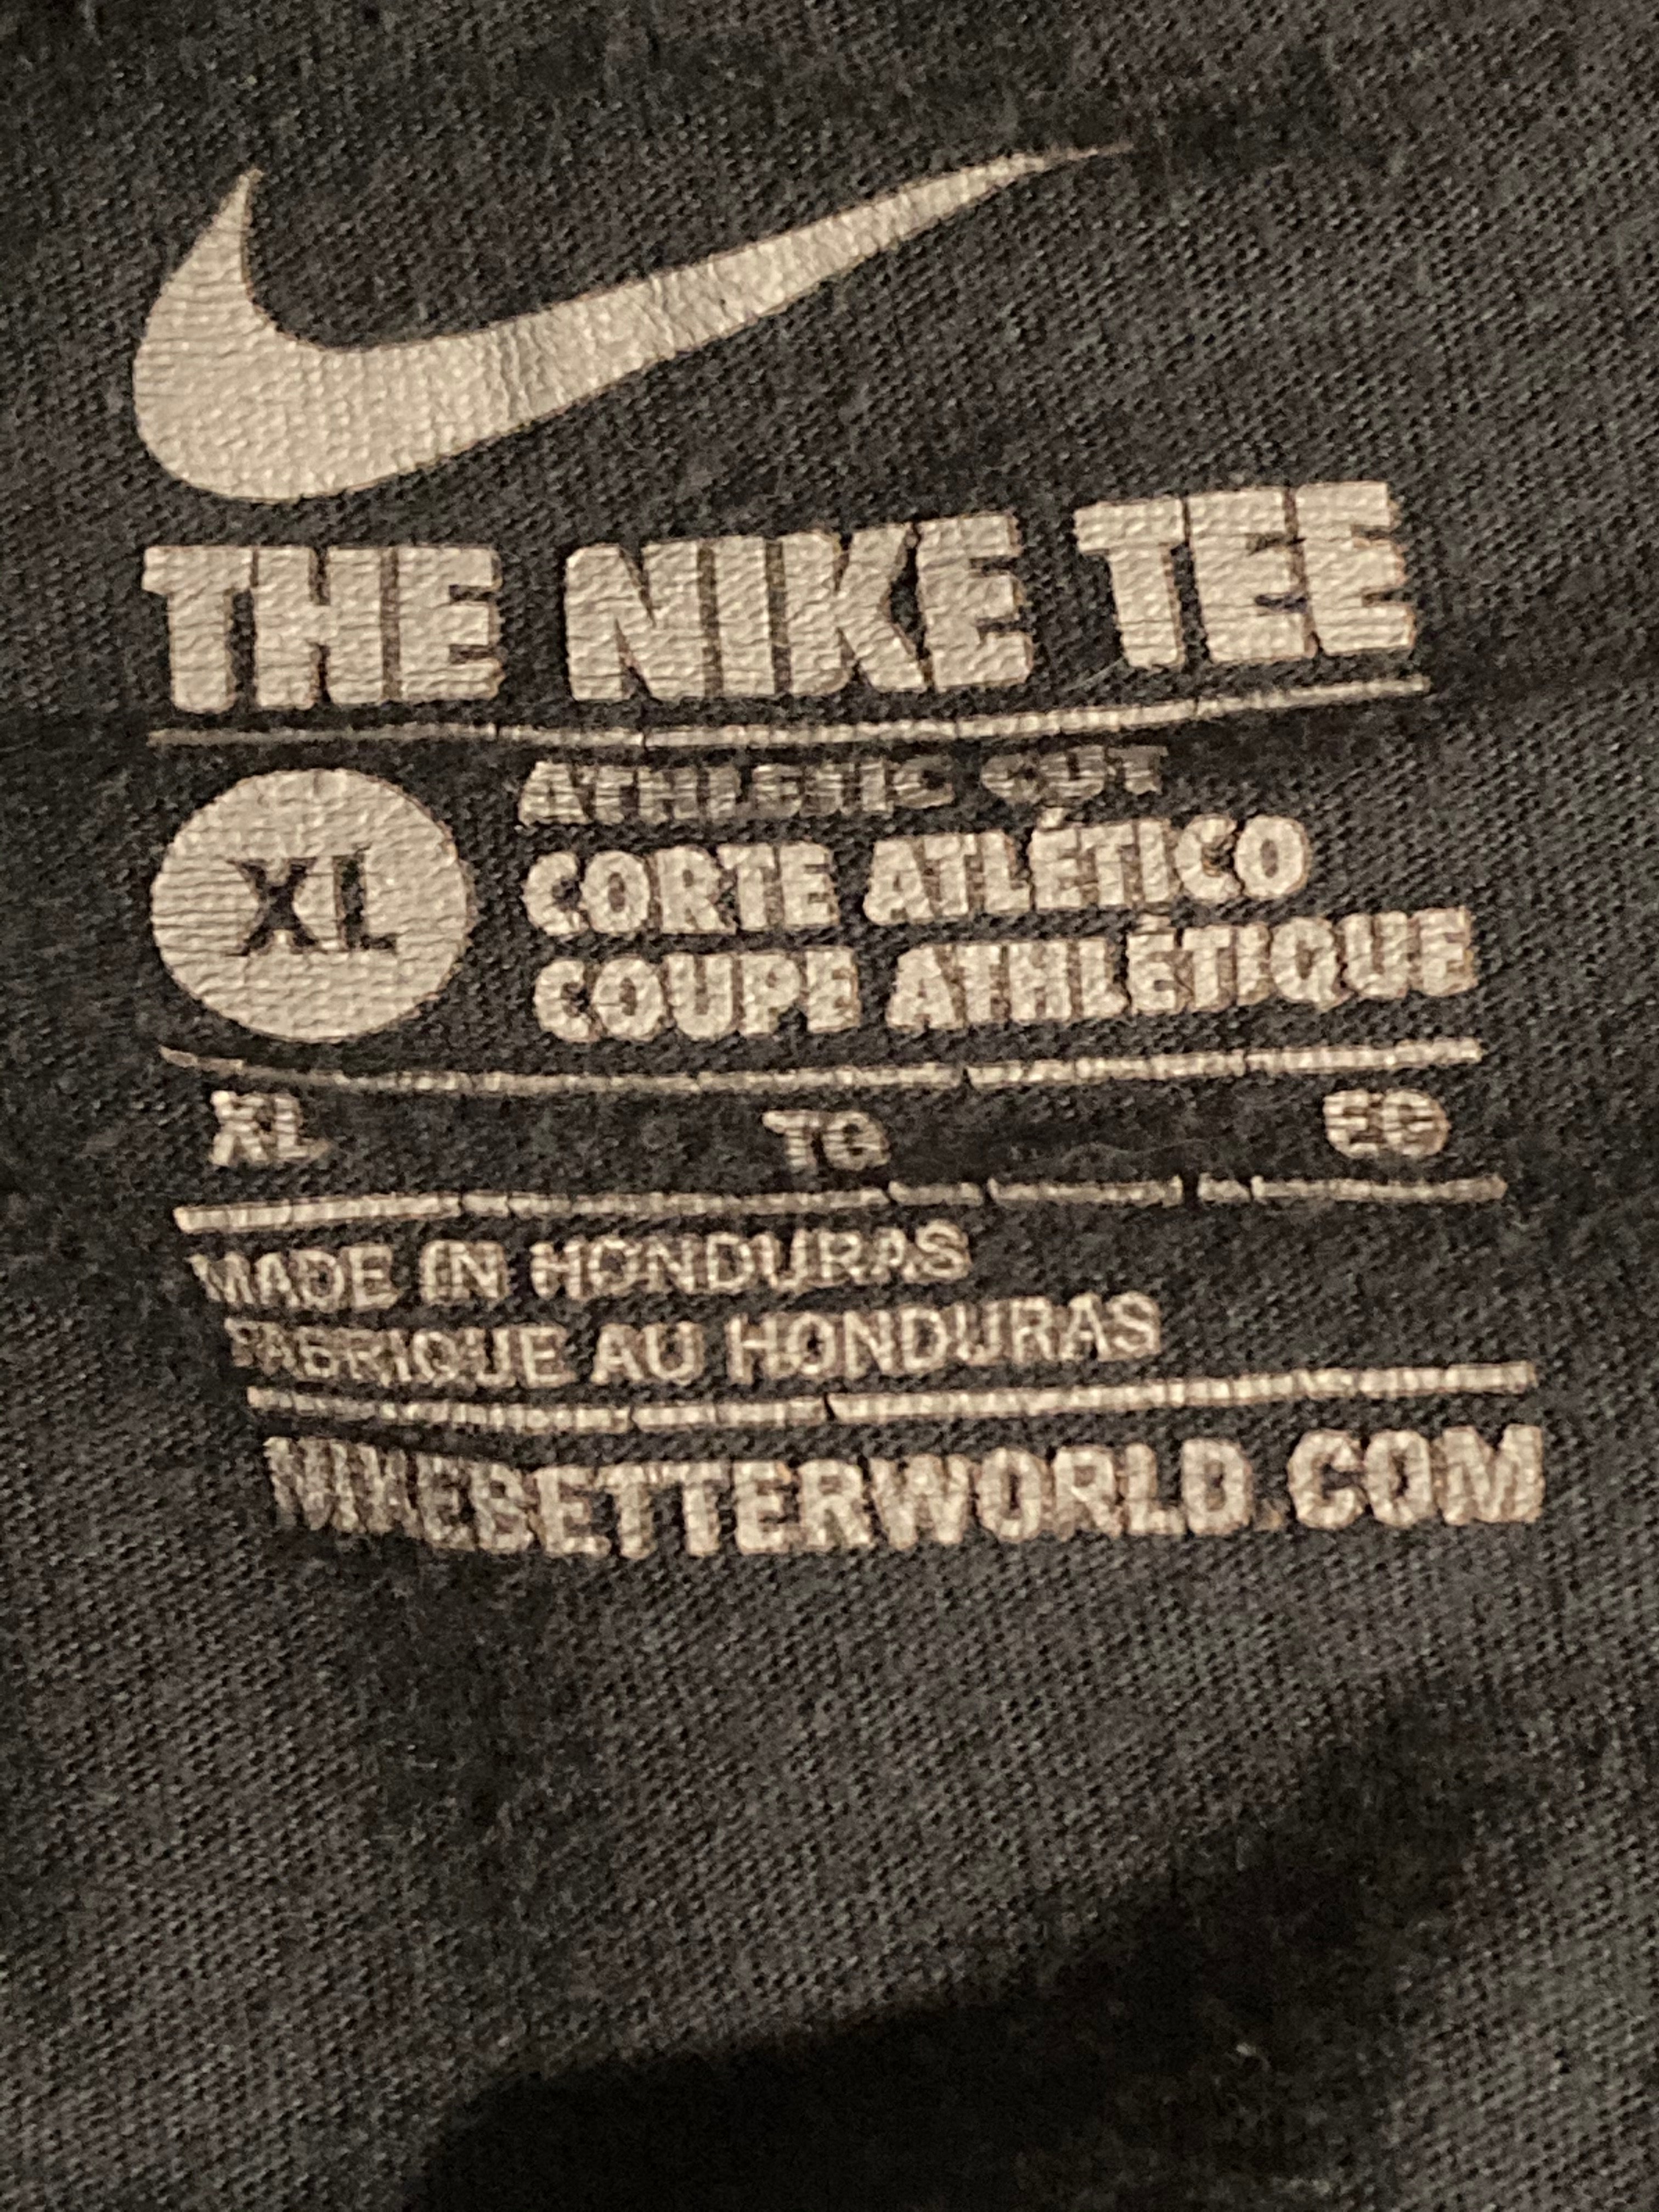 THE NIKE TEE
XL
ATHLETIC CUT
CORTE ATLÉTICO
COUPE ATHLÉTIQUE
XL TG EG
MADE IN HONDURAS
FABRIQUE AU HONDURAS
NIKEBETTERWORLD.COM